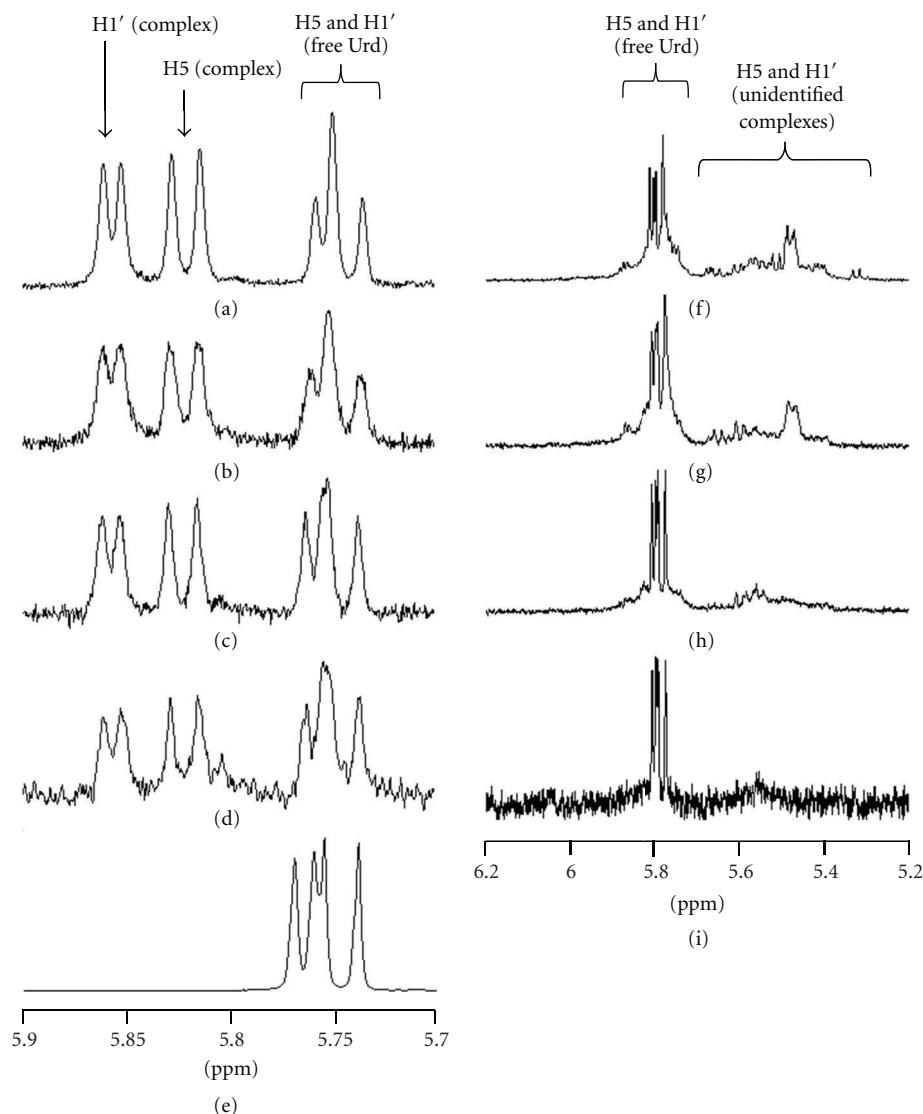 H1′ (complex)
H5 (complex)
H5 and H1′
(free Urd)
(a)
(b)
(c)
(d)
5.9 5.85 5.8 5.75 5.7
(ppm)
(e)
H5 and H1′
(free Urd)
H5 and H1′
(unidentified
complexes)
(f)
(g)
(h)
6.2 6 5.8 5.6 5.4 5.2
(ppm)
(i)